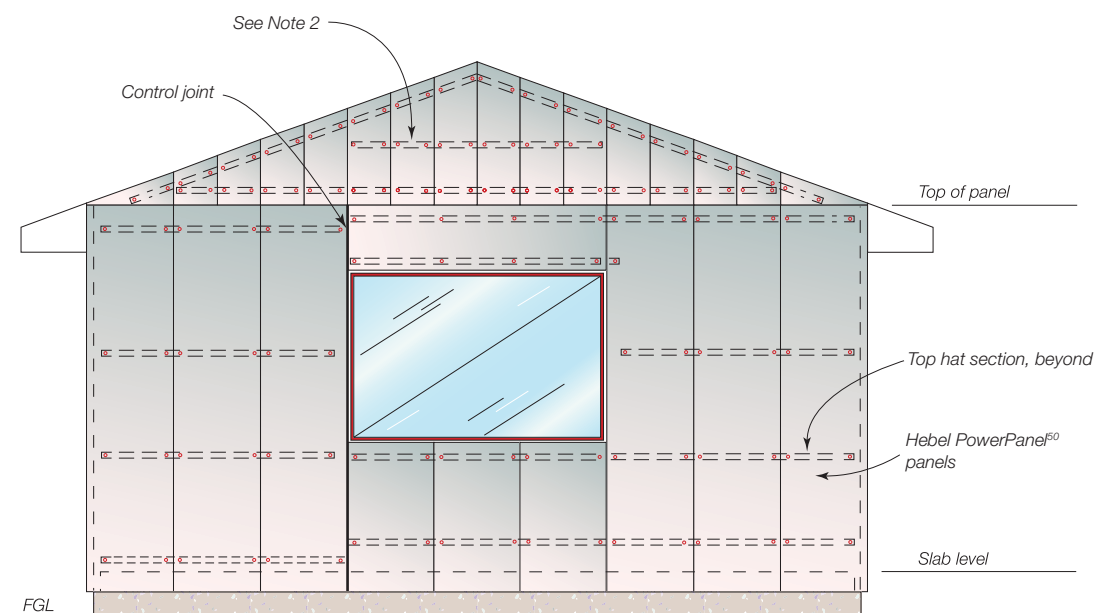 See Note 2
Control joint
Top of panel
Top hat section, beyond
Hebel PowerPanel⁵⁰
panels
Slab level
FGL